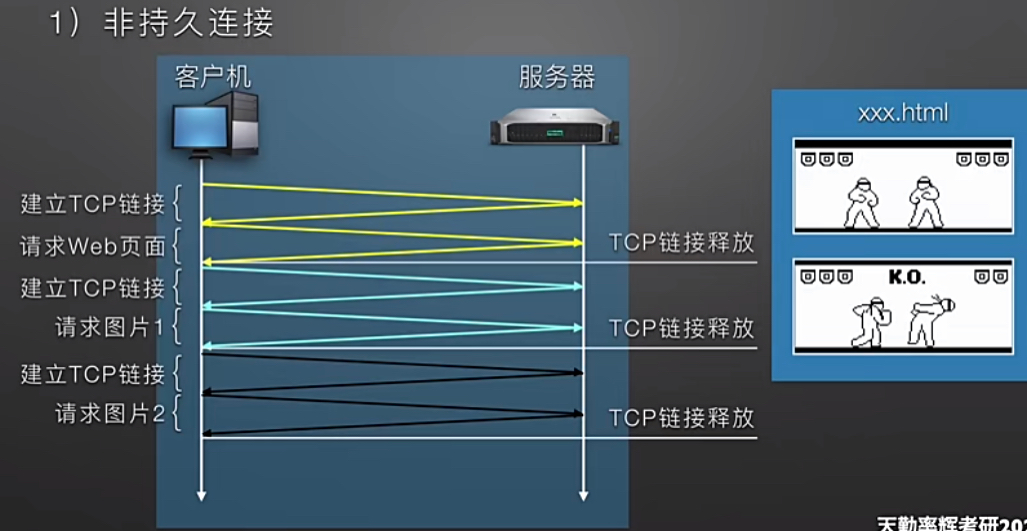 1）非持久连接
客户机
服务器
xxx.html
建立TCP链接
请求Web页面
TCP链接释放
建立TCP链接
请求图片1
TCP链接释放
建立TCP链接
请求图片2
TCP链接释放
K.O.
天勤率辉考研202